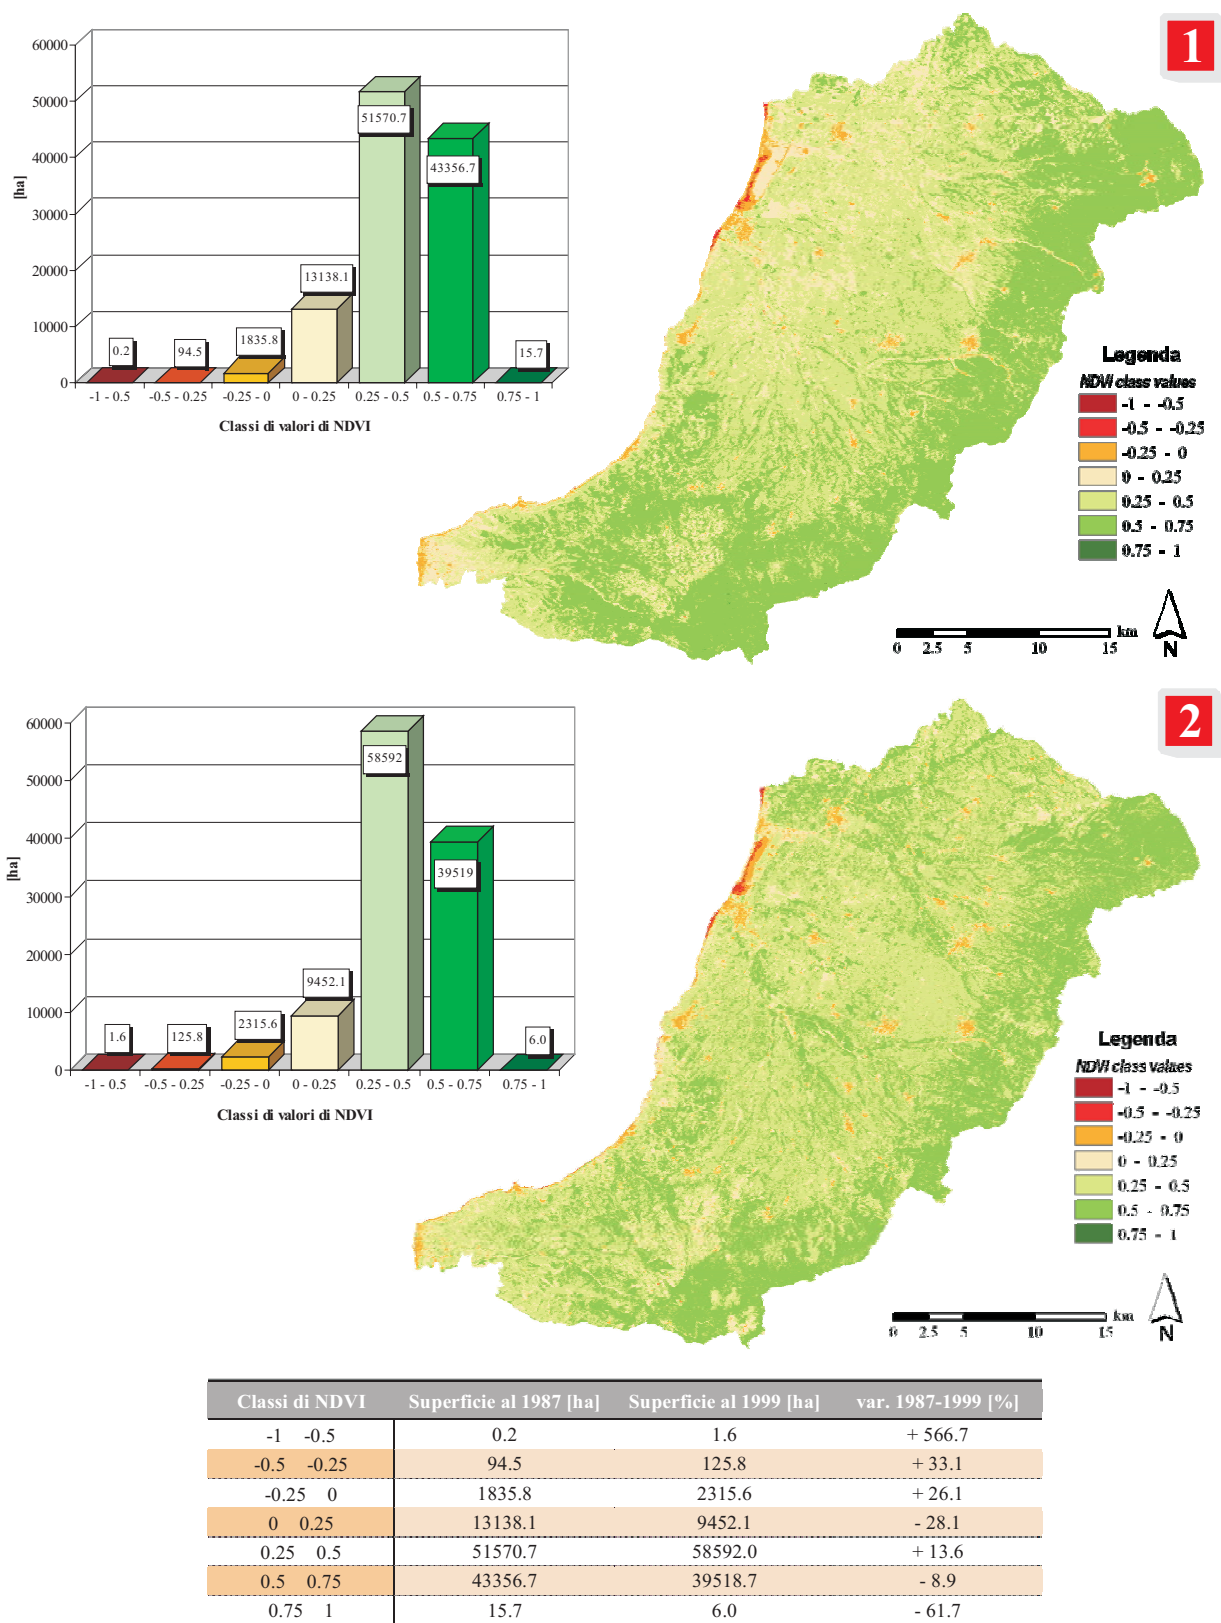 1
60000
50000
40000
30000
20000
10000
0
[ha]
0.2
94.5
1835.8
13138.1
51570.7
43356.7
15.7
-1 - 0.5
-0.5 - 0.25
-0.25 - 0
0 - 0.25
0.25 - 0.5
0.5 - 0.75
0.75 - 1
Classi di valori di NDVI
Legenda
NDVI class values
-1 - -0.5
-0.5 - -0.25
-0.25 - 0
0 - 0.25
0.25 - 0.5
0.5 - 0.75
0.75 - 1
km
0 2.5 5 10 15
N
2
60000
50000
40000
30000
20000
10000
0
[ha]
1.6
125.8
2315.6
9452.1
58592
39519
6.0
-1 - 0.5
-0.5 - 0.25
-0.25 - 0
0 - 0.25
0.25 - 0.5
0.5 - 0.75
0.75 - 1
Classi di valori di NDVI
Legenda
NDVI class values
-1 - -0.5
-0.5 - -0.25
-0.25 - 0
0 - 0.25
0.25 - 0.5
0.5 - 0.75
0.75 - 1
km
0 2.5 5 10 15
N
Classi di NDVI Superficie al 1987 [ha] Superficie al 1999 [ha] var. 1987-1999 [%]
-1 -0.5 0.2 1.6 + 566.7
-0.5 -0.25 94.5 125.8 + 33.1
-0.25 0 1835.8 2315.6 + 26.1
0 0.25 13138.1 9452.1 - 28.1
0.25 0.5 51570.7 58592.0 + 13.6
0.5 0.75 43356.7 39518.7 - 8.9
0.75 1 15.7 6.0 - 61.7